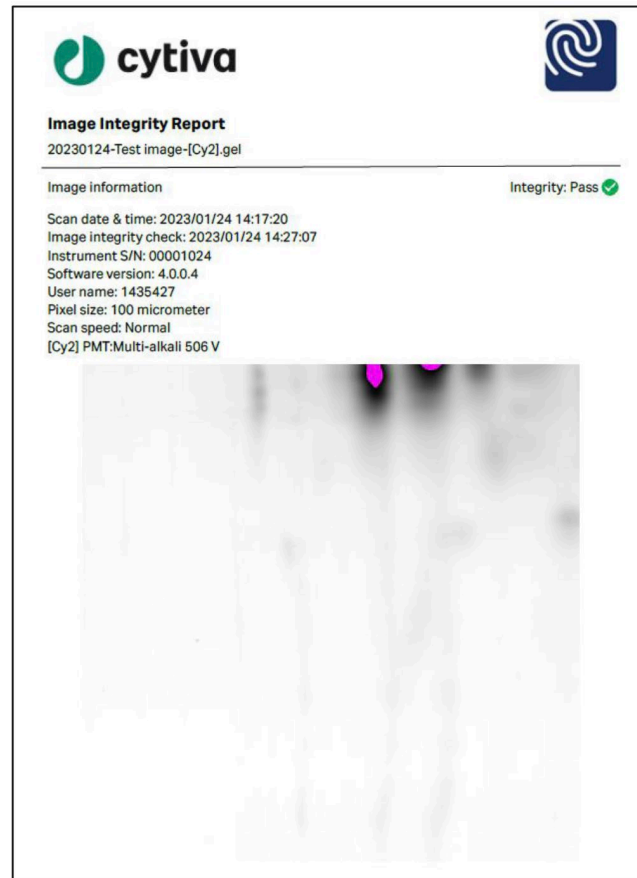 cytiva
Image Integrity Report
20230124-Test image-[Cy2].gel
Image information
Integrity: Pass
Scan date & time: 2023/01/24 14:17:20
Image integrity check: 2023/01/24 14:27:07
Instrument S/N: 00001024
Software version: 4.0.0.4
User name: 1435427
Pixel size: 100 micrometer
Scan speed: Normal
[Cy2] PMT:Multi-alkali 506 V